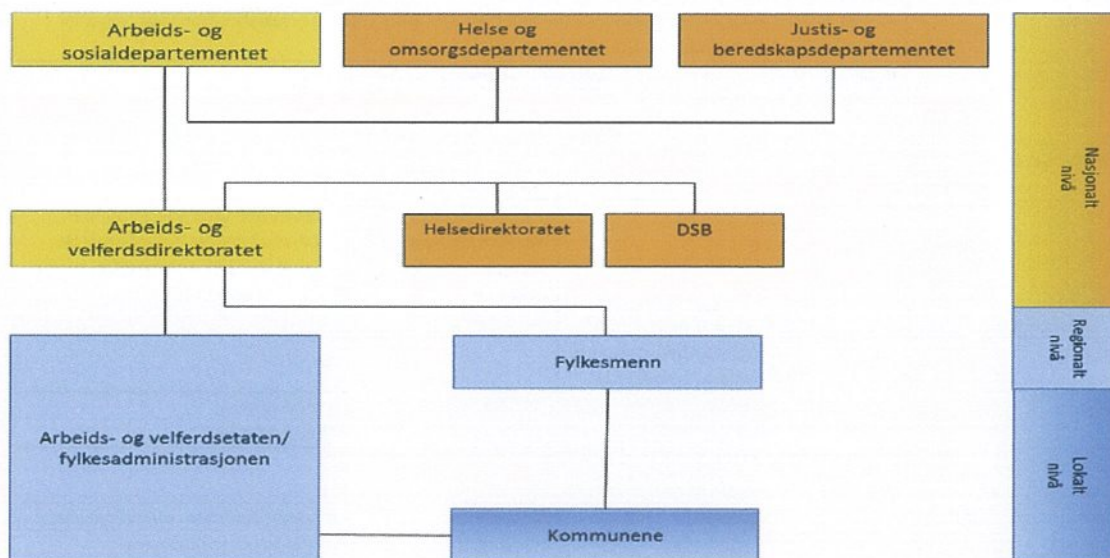 Arbeids- og
sosialdepartementet
Helse og
omsorgsdepartementet
Justis- og
beredskapsdepartementet
Nasjonalt
nivå
Arbeids- og
velferdsdirektoratet
Helsedirektoratet
DSB
Regionalt
nivå
Fylkesmenn
Arbeids- og velferdsetaten/
fylkesadministrasjonen
Lokalt
nivå
Kommunene